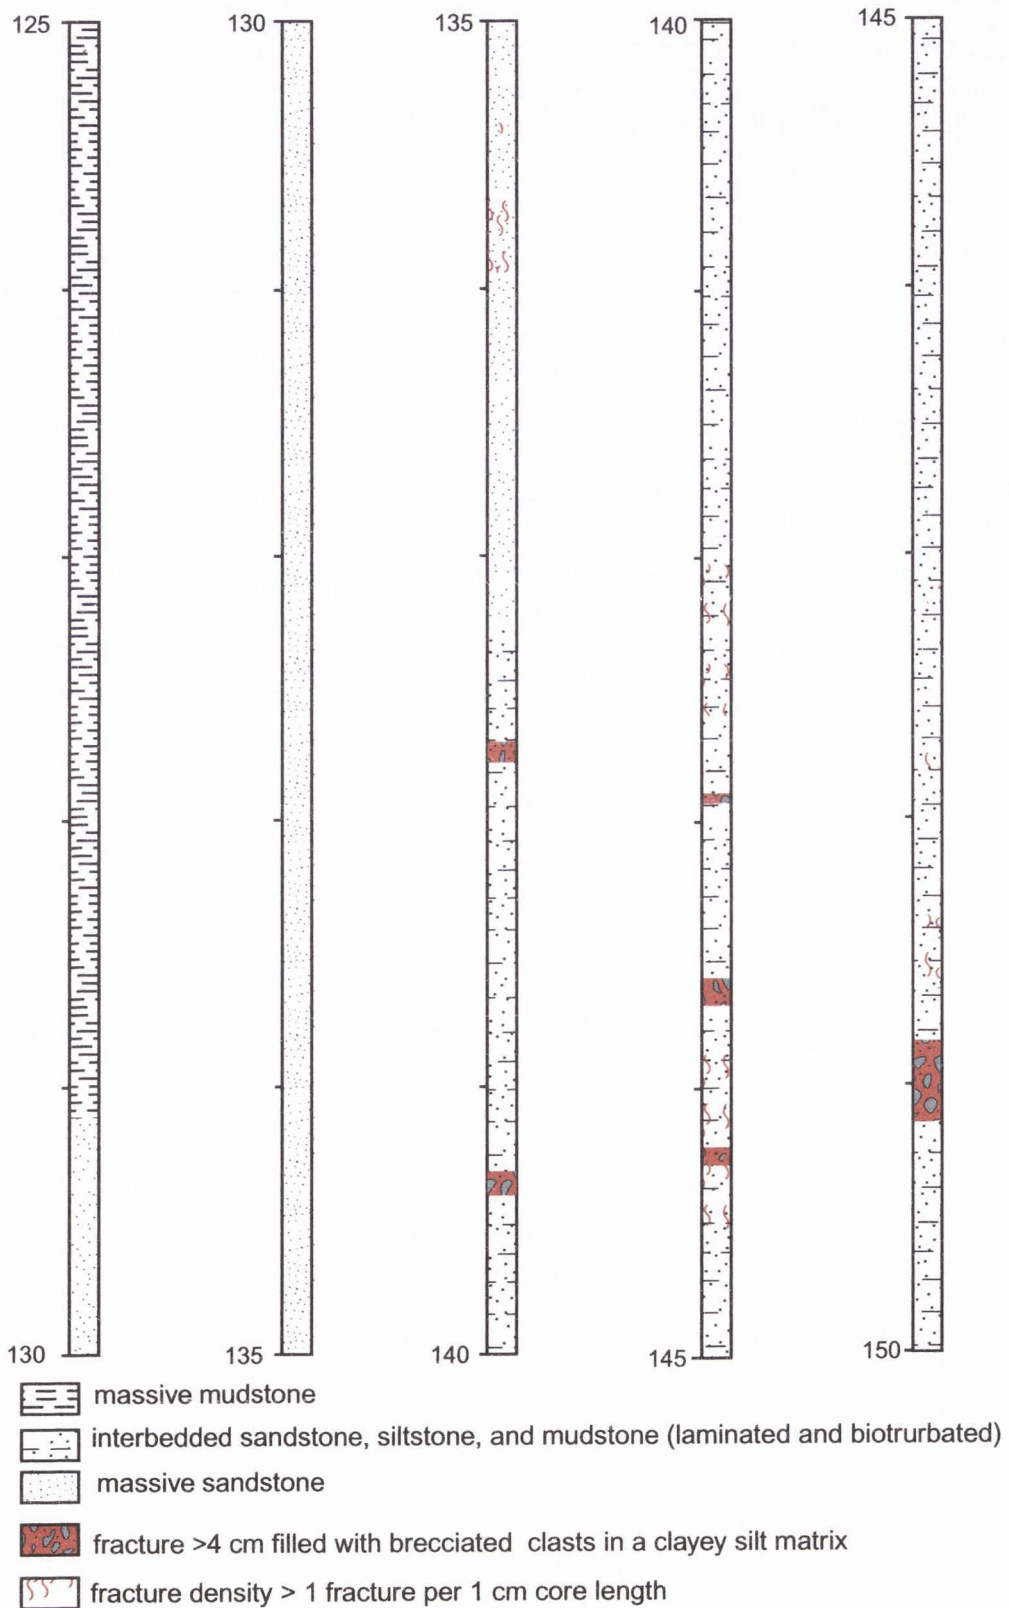 125 130 135 140 145
130 135 140 145 150
massive mudstone
interbedded sandstone, siltstone, and mudstone (laminated and biotrurbated)
massive sandstone
fracture >4 cm filled with brecciated clasts in a clayey silt matrix
fracture density > 1 fracture per 1 cm core length